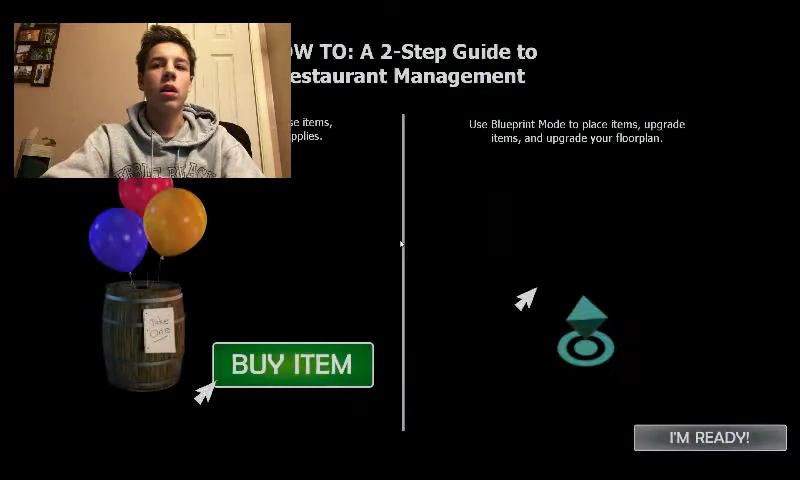 OW TO: A 2-Step Guide to
estaurant Management
se items,
pplies.
Use Blueprint Mode to place items, upgrade
items, and upgrade your floorplan.
Take
One
BUY ITEM
I'M READY!